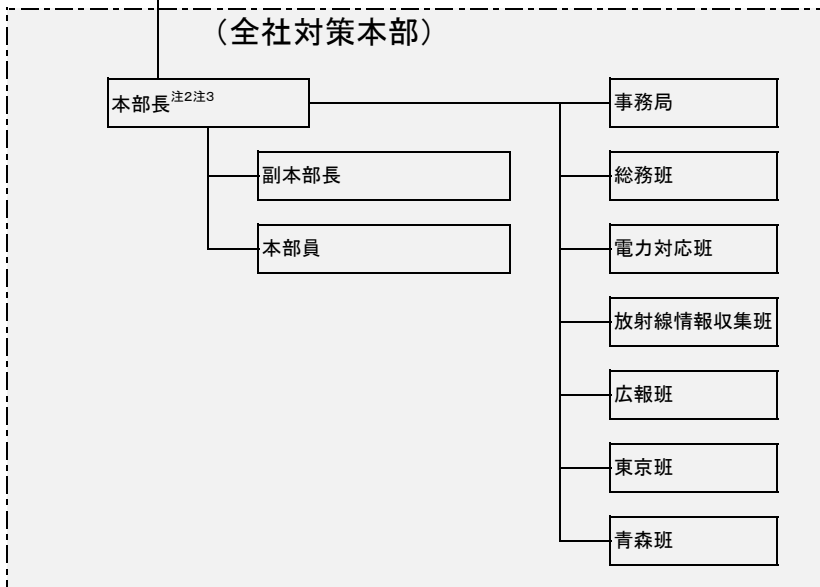 （全社対策本部）
本部長注2注3
副本部長
本部員
事務局
総務班
電力対応班
放射線情報収集班
広報班
東京班
青森班